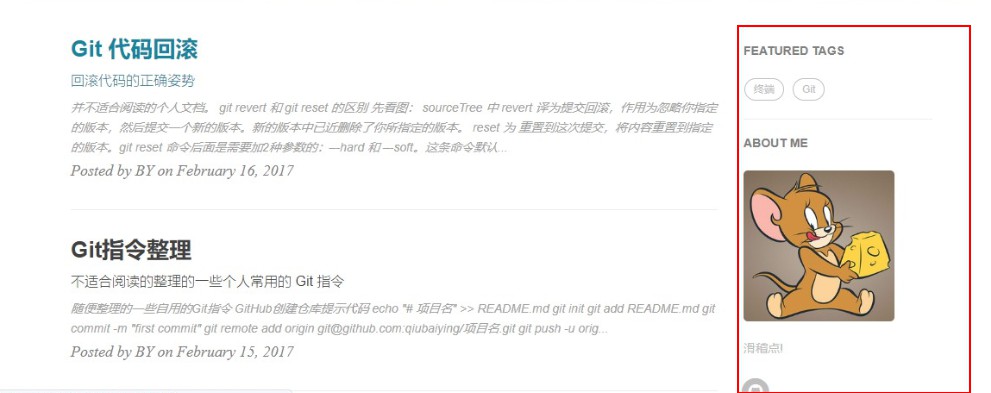 Git 代码回滚
回滚代码的正确姿势
并不适合阅读的个人文档。 git revert 和 git reset 的区别 先看图： sourceTree 中 revert 译为提交回滚，作用为忽略你指定
的版本，然后提交一个新的版本。新的版本中已近删除了你所指定的版本。 reset 为 重置到这次提交，将内容重置到指定
的版本。git reset 命令后面是需要加2种参数的：—hard 和 —soft。这条命令默认...
Posted by BY on February 16, 2017
Git指令整理
不适合阅读的整理的一些个人常用的 Git 指令
随便整理的一些自用的Git指令 GitHub创建仓库提示代码 echo "# 项目名" >> README.md git init git add README.md git
commit -m "first commit" git remote add origin git@github.com:qiubaiying/项目名.git git push -u orig...
Posted by BY on February 15, 2017
FEATURED TAGS
终端 Git
ABOUT ME
滑稽点!